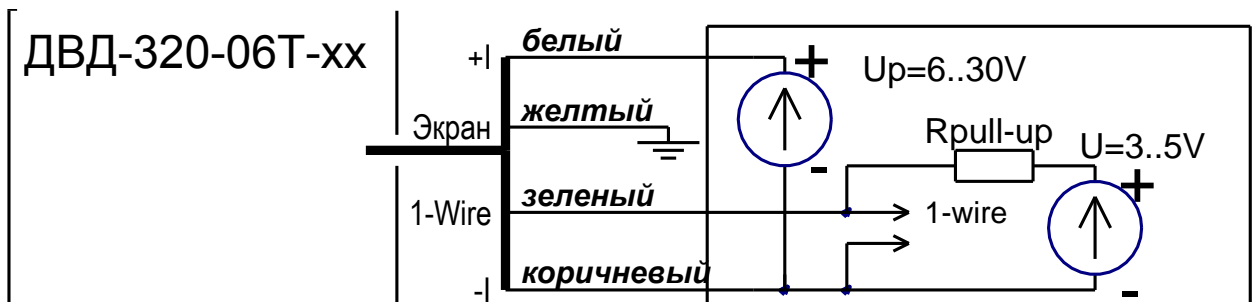 ДВД-320-06Т-хх
+I
белый
+
Up=6..30V
Экран
желтый
Rpull-up
U=3..5V
-
+
1-Wire
зеленый
1-wire
-I
коричневый
-